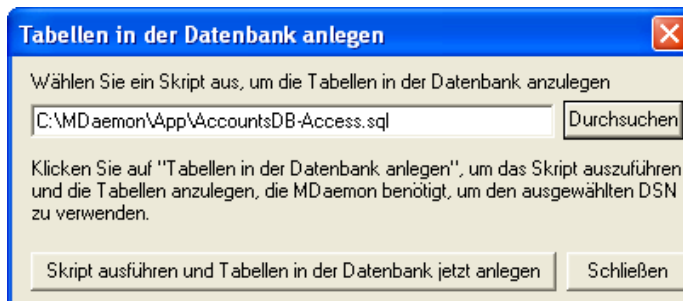 Tabellen in der Datenbank anlegen
Wählen Sie ein Skript aus, um die Tabellen in der Datenbank anzulegen
C:\MDaemon\App\AccountsDB-Access.sql
Durchsuchen
Klicken Sie auf "Tabellen in der Datenbank anlegen", um das Skript auszuführen
und die Tabellen anzulegen, die MDaemon benötigt, um den ausgewählten DSN
zu verwenden.
Skript ausführen und Tabellen in der Datenbank jetzt anlegen
Schließen